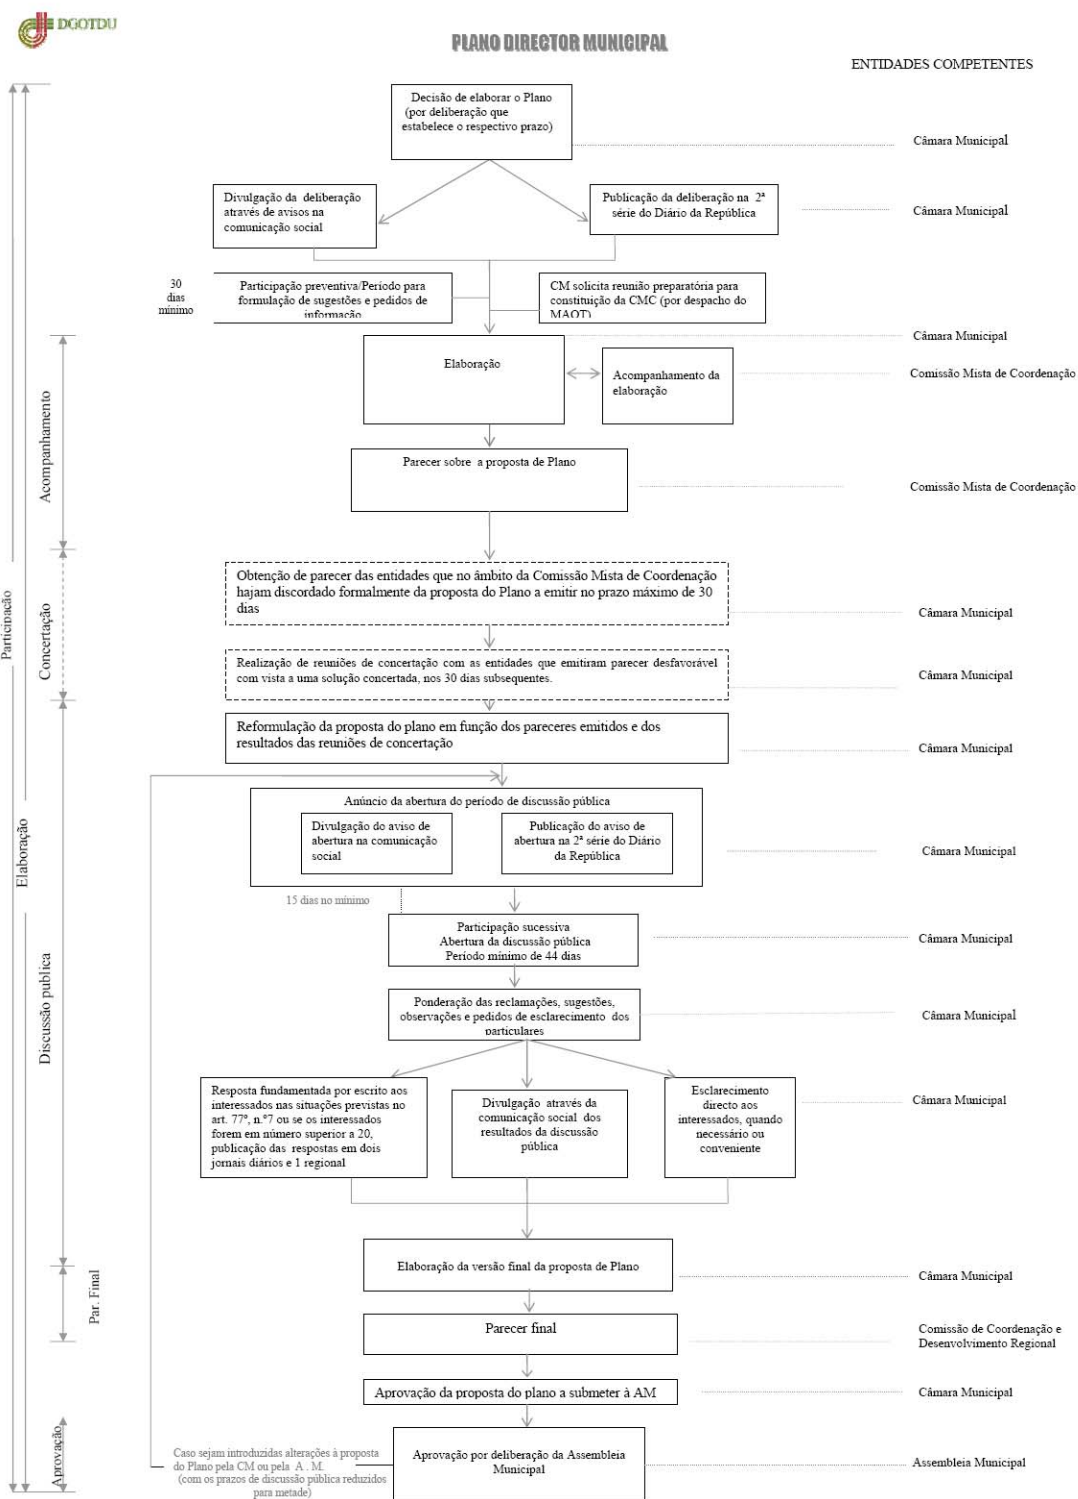 DGOTDU
PLANO DIRECTOR MUNICIPAL
ENTIDADES COMPETENTES
Decisão de elaborar o Plano
(por deliberação que
estabelece o respectivo prazo)
Câmara Municipal
Divulgação da deliberação
através de avisos na
comunicação social
Publicação da deliberação na 2ª
série do Diário da República
Câmara Municipal
30
dias
mínimo
Participação preventiva/Período para
formulação de sugestões e pedidos de
informação
CM solicita reunião preparatória para
constituição da CMC (por despacho do
MAOT)
Câmara Municipal
Elaboração
Acompanhamento da
elaboração
Comissão Mista de Coordenação
Acompanhamento
Parecer sobre a proposta de Plano
Comissão Mista de Coordenação
Participação
Concertação
Obtenção de parecer das entidades que no âmbito da Comissão Mista de Coordenação
hajam discordado formalmente da proposta do Plano a emitir no prazo máximo de 30
dias
Câmara Municipal
Realização de reuniões de concertação com as entidades que emitiram parecer desfavorável
com vista a uma solução concertada, nos 30 dias subsequentes.
Câmara Municipal
Reformulação da proposta do plano em função dos pareceres emitidos e dos
resultados das reuniões de concertação
Câmara Municipal
Elaboração
Anúncio da abertura do período de discussão pública
Divulgação do aviso de
abertura na comunicação
social
Publicação do aviso de
abertura na 2ª série do Diário
da República
Câmara Municipal
15 dias no mínimo
Participação sucessiva
Abertura da discussão pública
Período mínimo de 44 dias
Câmara Municipal
Discussão publica
Ponderação das reclamações, sugestões,
observações e pedidos de esclarecimento dos
particulares
Câmara Municipal
Resposta fundamentada por escrito aos
interessados nas situações previstas no
art. 77º, n.º7 ou se os interessados
forem em número superior a 20,
publicação das respostas em dois
jornais diários e 1 regional
Divulgação através da
comunicação social dos
resultados da discussão
pública
Esclarecimento
directo aos
interessados, quando
necessário ou
conveniente
Câmara Municipal
Elaboração da versão final da proposta de Plano
Câmara Municipal
Par. Final
Parecer final
Comissão de Coordenação e
Desenvolvimento Regional
Aprovação da proposta do plano a submeter à AM
Câmara Municipal
Aprovação
Caso sejam introduzidas alterações à proposta
do Plano pela CM ou pela A . M.
(com os prazos de discussão pública reduzidos
para metade)
Aprovação por deliberação da Assembleia
Municipal
Assembleia Municipal